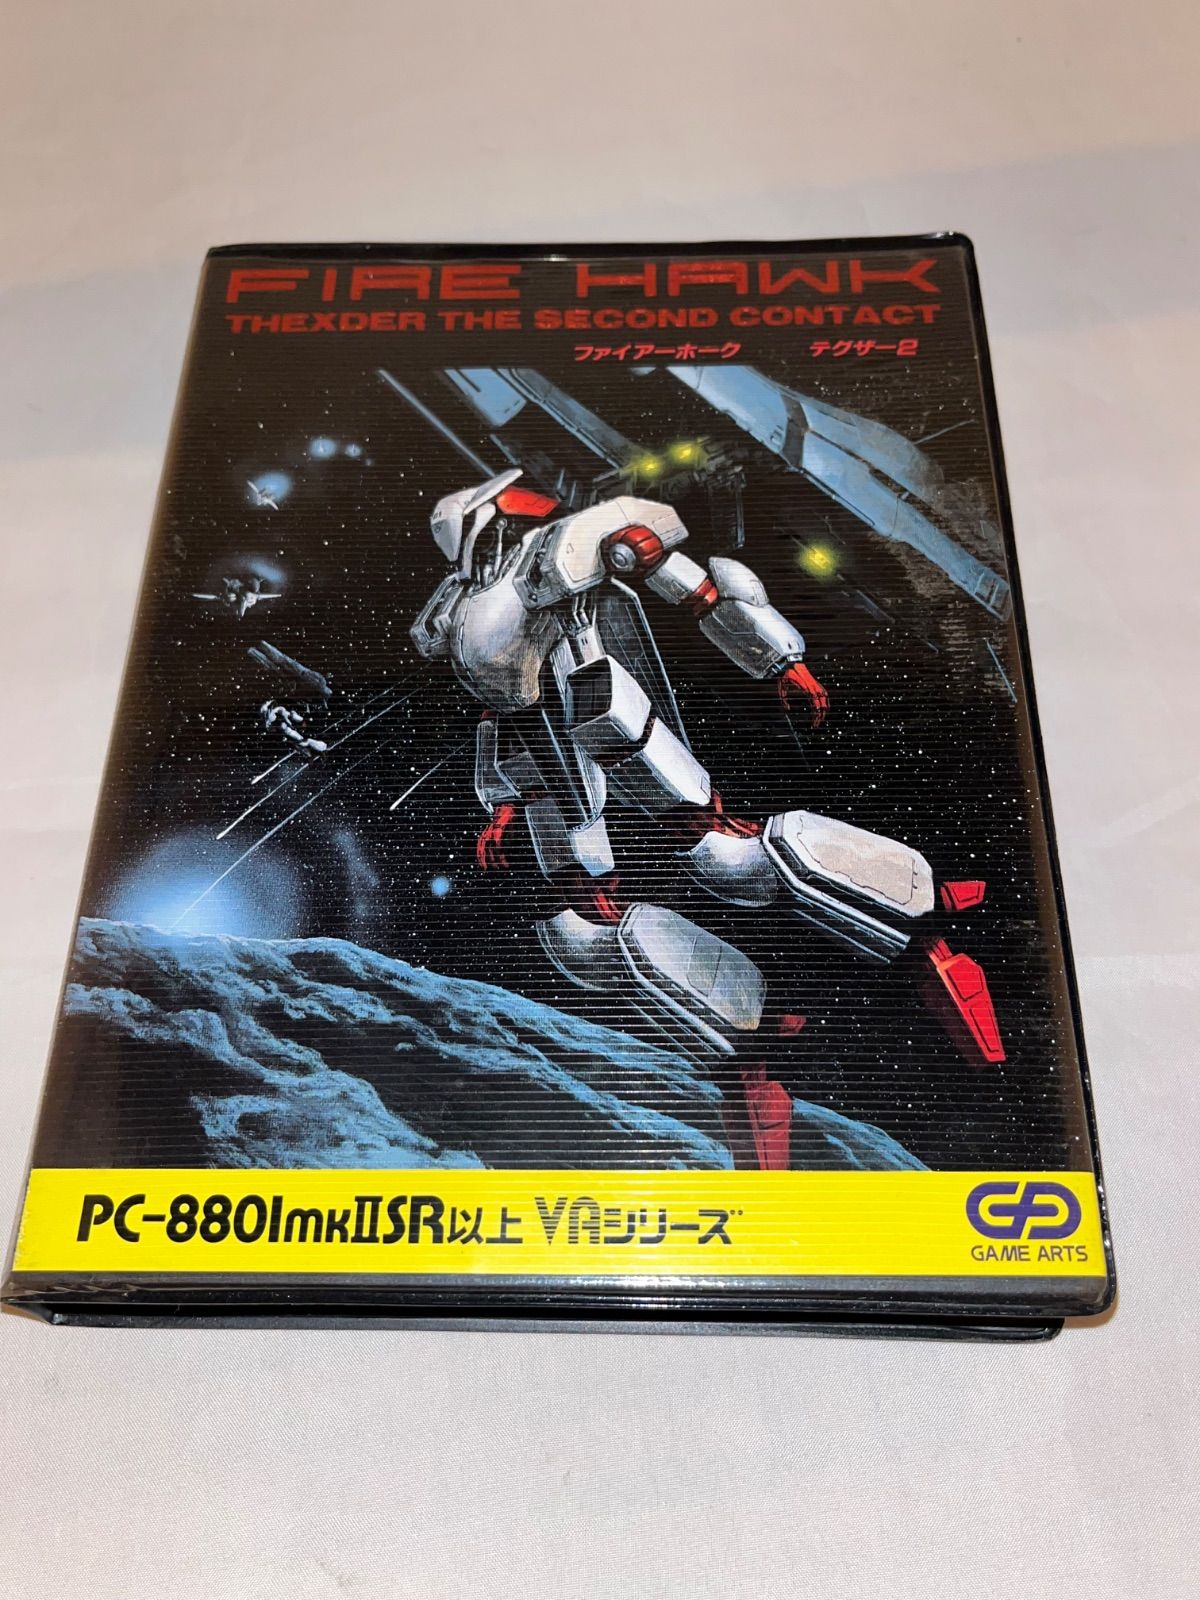 FIRE HAWK
THEXDER THE SECOND CONTACT
ファイアーホーク テグザー2
PC-8801mkIISR以上 VAシリーズ
GAME ARTS